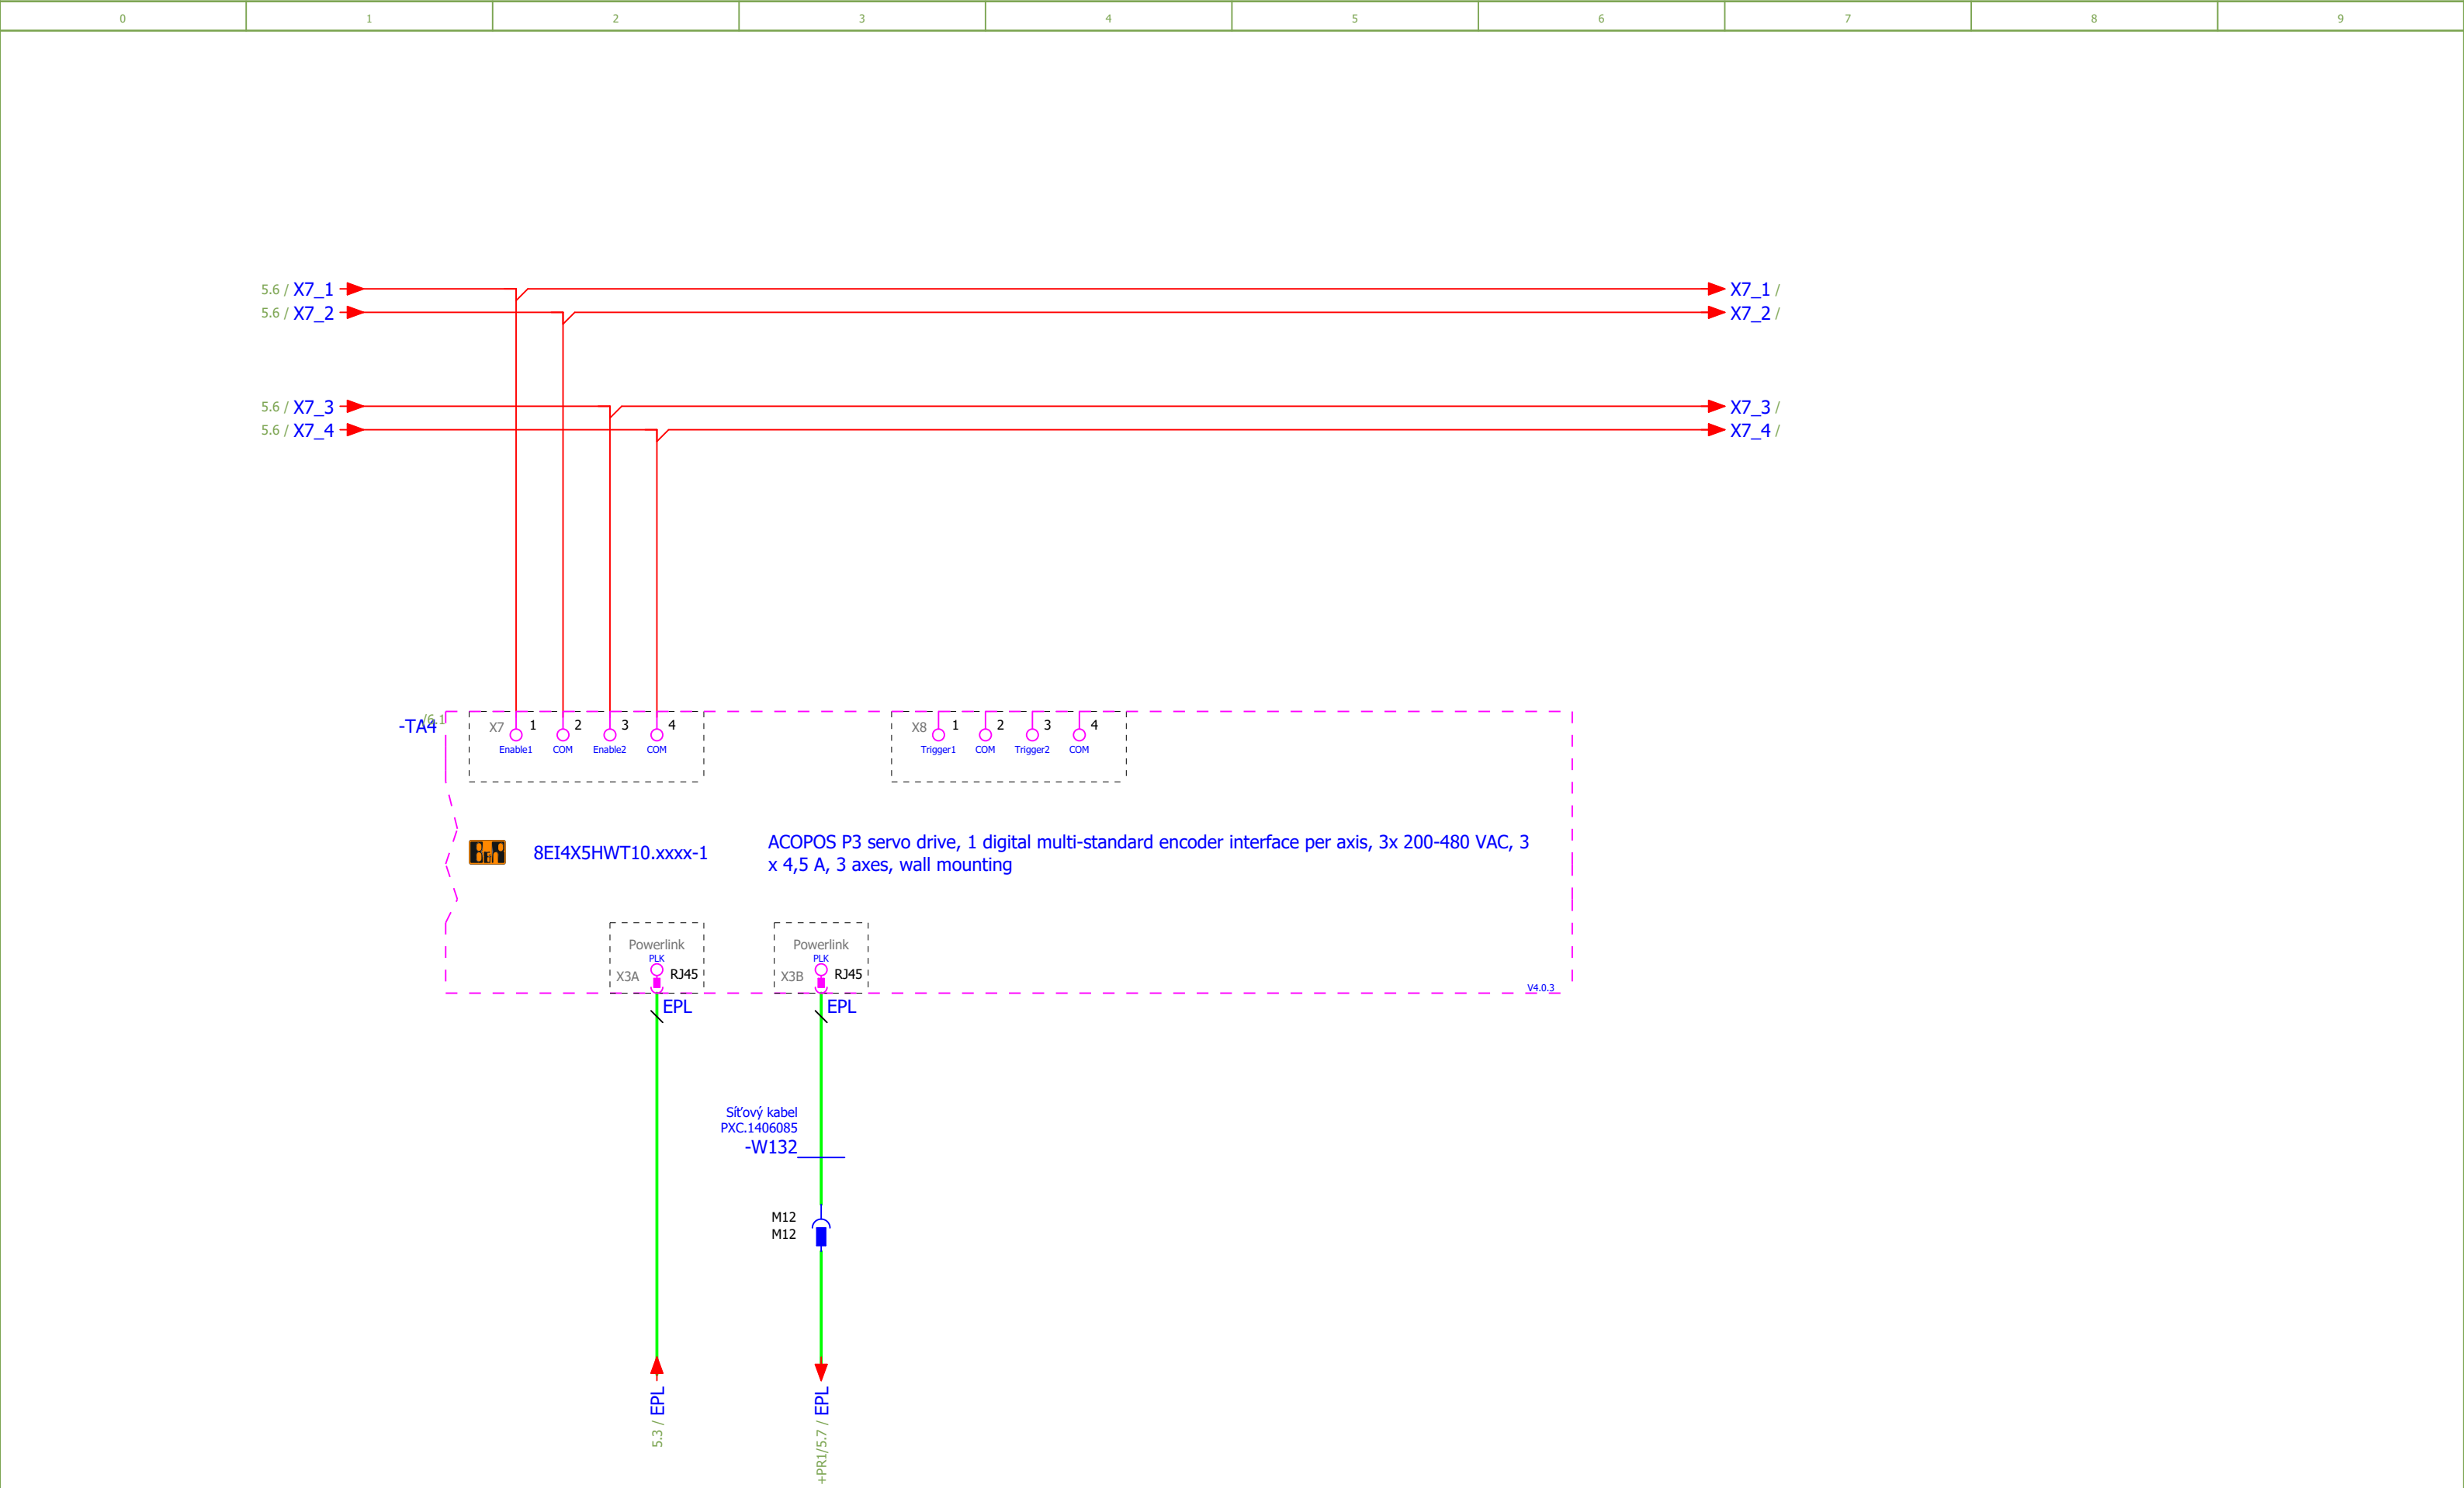 0 1 2 3 4 5 6 7 8 9
5.6 / X7_1 X7_1 /
5.6 / X7_2 X7_2 /
5.6 / X7_3 X7_3 /
5.6 / X7_4 X7_4 /
/6.1
-TA4
X7 1 2 3 4
Enable1 COM Enable2 COM
X8 1 2 3 4
Trigger1 COM Trigger2 COM
B&R
8EI4X5HWT10.xxxx-1
ACOPOS P3 servo drive, 1 digital multi-standard encoder interface per axis, 3x 200-480 VAC, 3
x 4,5 A, 3 axes, wall mounting
Powerlink
PLK
X3A RJ45
Powerlink
PLK
X3B RJ45
V4.0.3
EPL EPL
Síťový kabel
PXC.1406085
-W132
M12
M12
5.3 / EPL
+PR1/5.7 / EPL